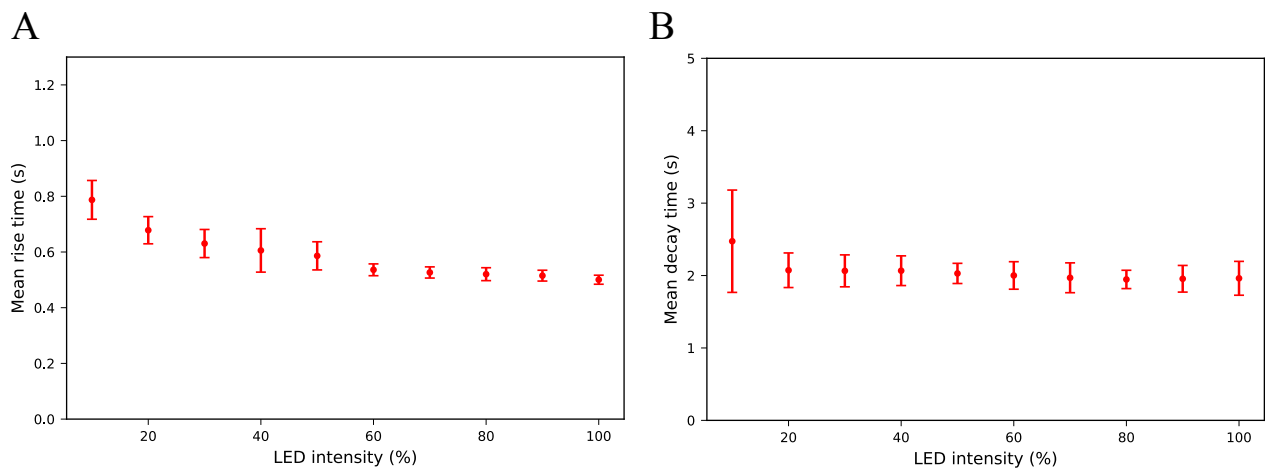 A
Mean rise time (s)
1.2
1.0
0.8
0.6
0.4
0.2
0.0
20 40 60 80 100
LED intensity (%)
B
Mean decay time (s)
5
4
3
2
1
0
20 40 60 80 100
LED intensity (%)